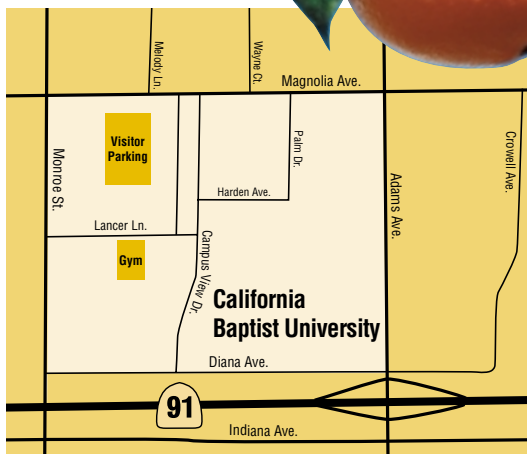 Melody Ln.
Wayne Ct.
Magnolia Ave.
Visitor
Parking
Monroe St.
Palm Dr.
Crowell Ave.
Adams Ave.
Harden Ave.
Lancer Ln.
Gym
Campus View Dr.
California
Baptist University
Diana Ave.
91
Indiana Ave.